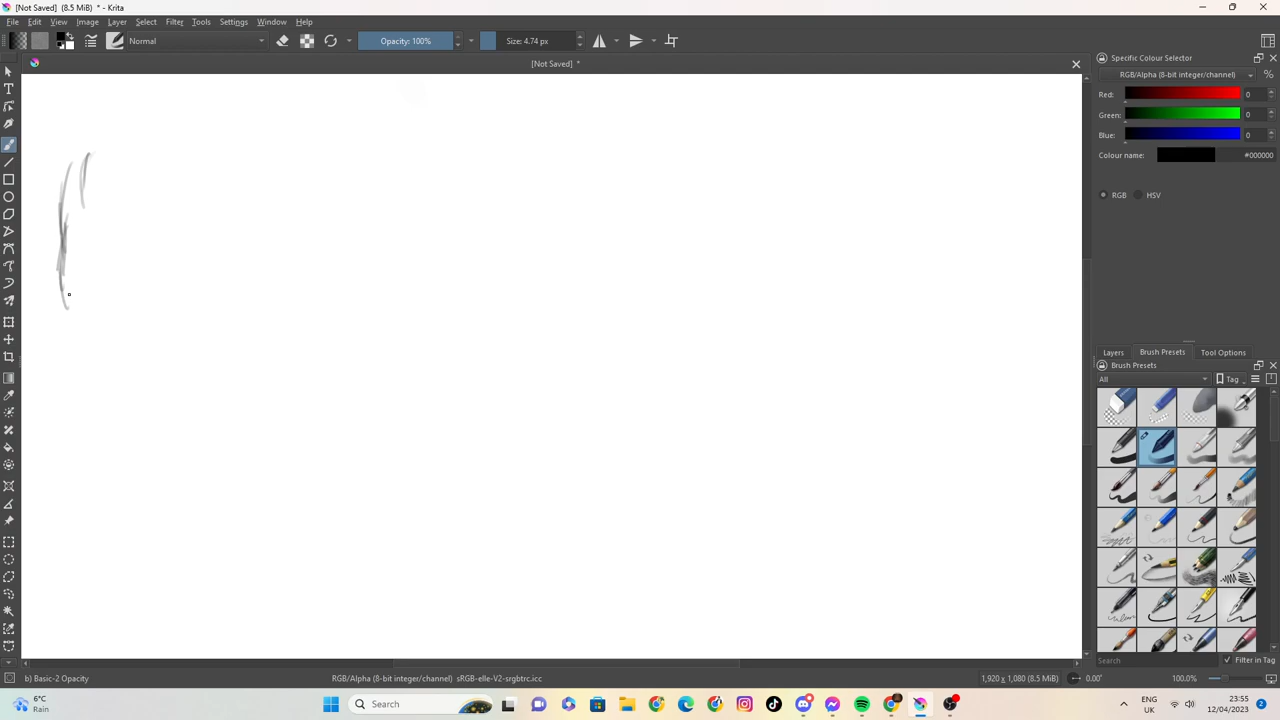 [Not Saved] (8.5 MiB) * - Krita
File Edit View Image Layer Select Filter Tools Settings Window Help
Normal Opacity: 100% Size: 4.74 px
[Not Saved] *
Specific Colour Selector
RGB/Alpha (8-bit integer/channel) %
Red: 0
Green: 0
Blue: 0
Colour name: #000000
RGB HSV
Layers Brush Presets Tool Options
Brush Presets
All Tag
Search Filter in Tag
b) Basic-2 Opacity RGB/Alpha (8-bit integer/channel) sRGB-elle-V2-srgbtrc.icc 1,920 x 1,080 (8.5 MiB) 0.00° 100.0%
6°C
Rain
Search
ENG
UK
23:55
12/04/2023
2